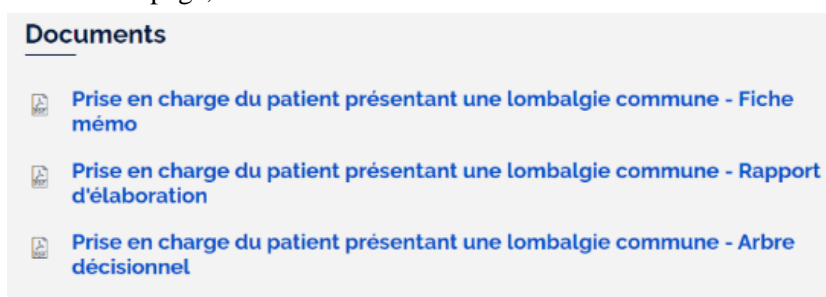 Documents
Prise en charge du patient présentant une lombalgie commune - Fiche
mémo
Prise en charge du patient présentant une lombalgie commune - Rapport
d'élaboration
Prise en charge du patient présentant une lombalgie commune - Arbre
décisionnel